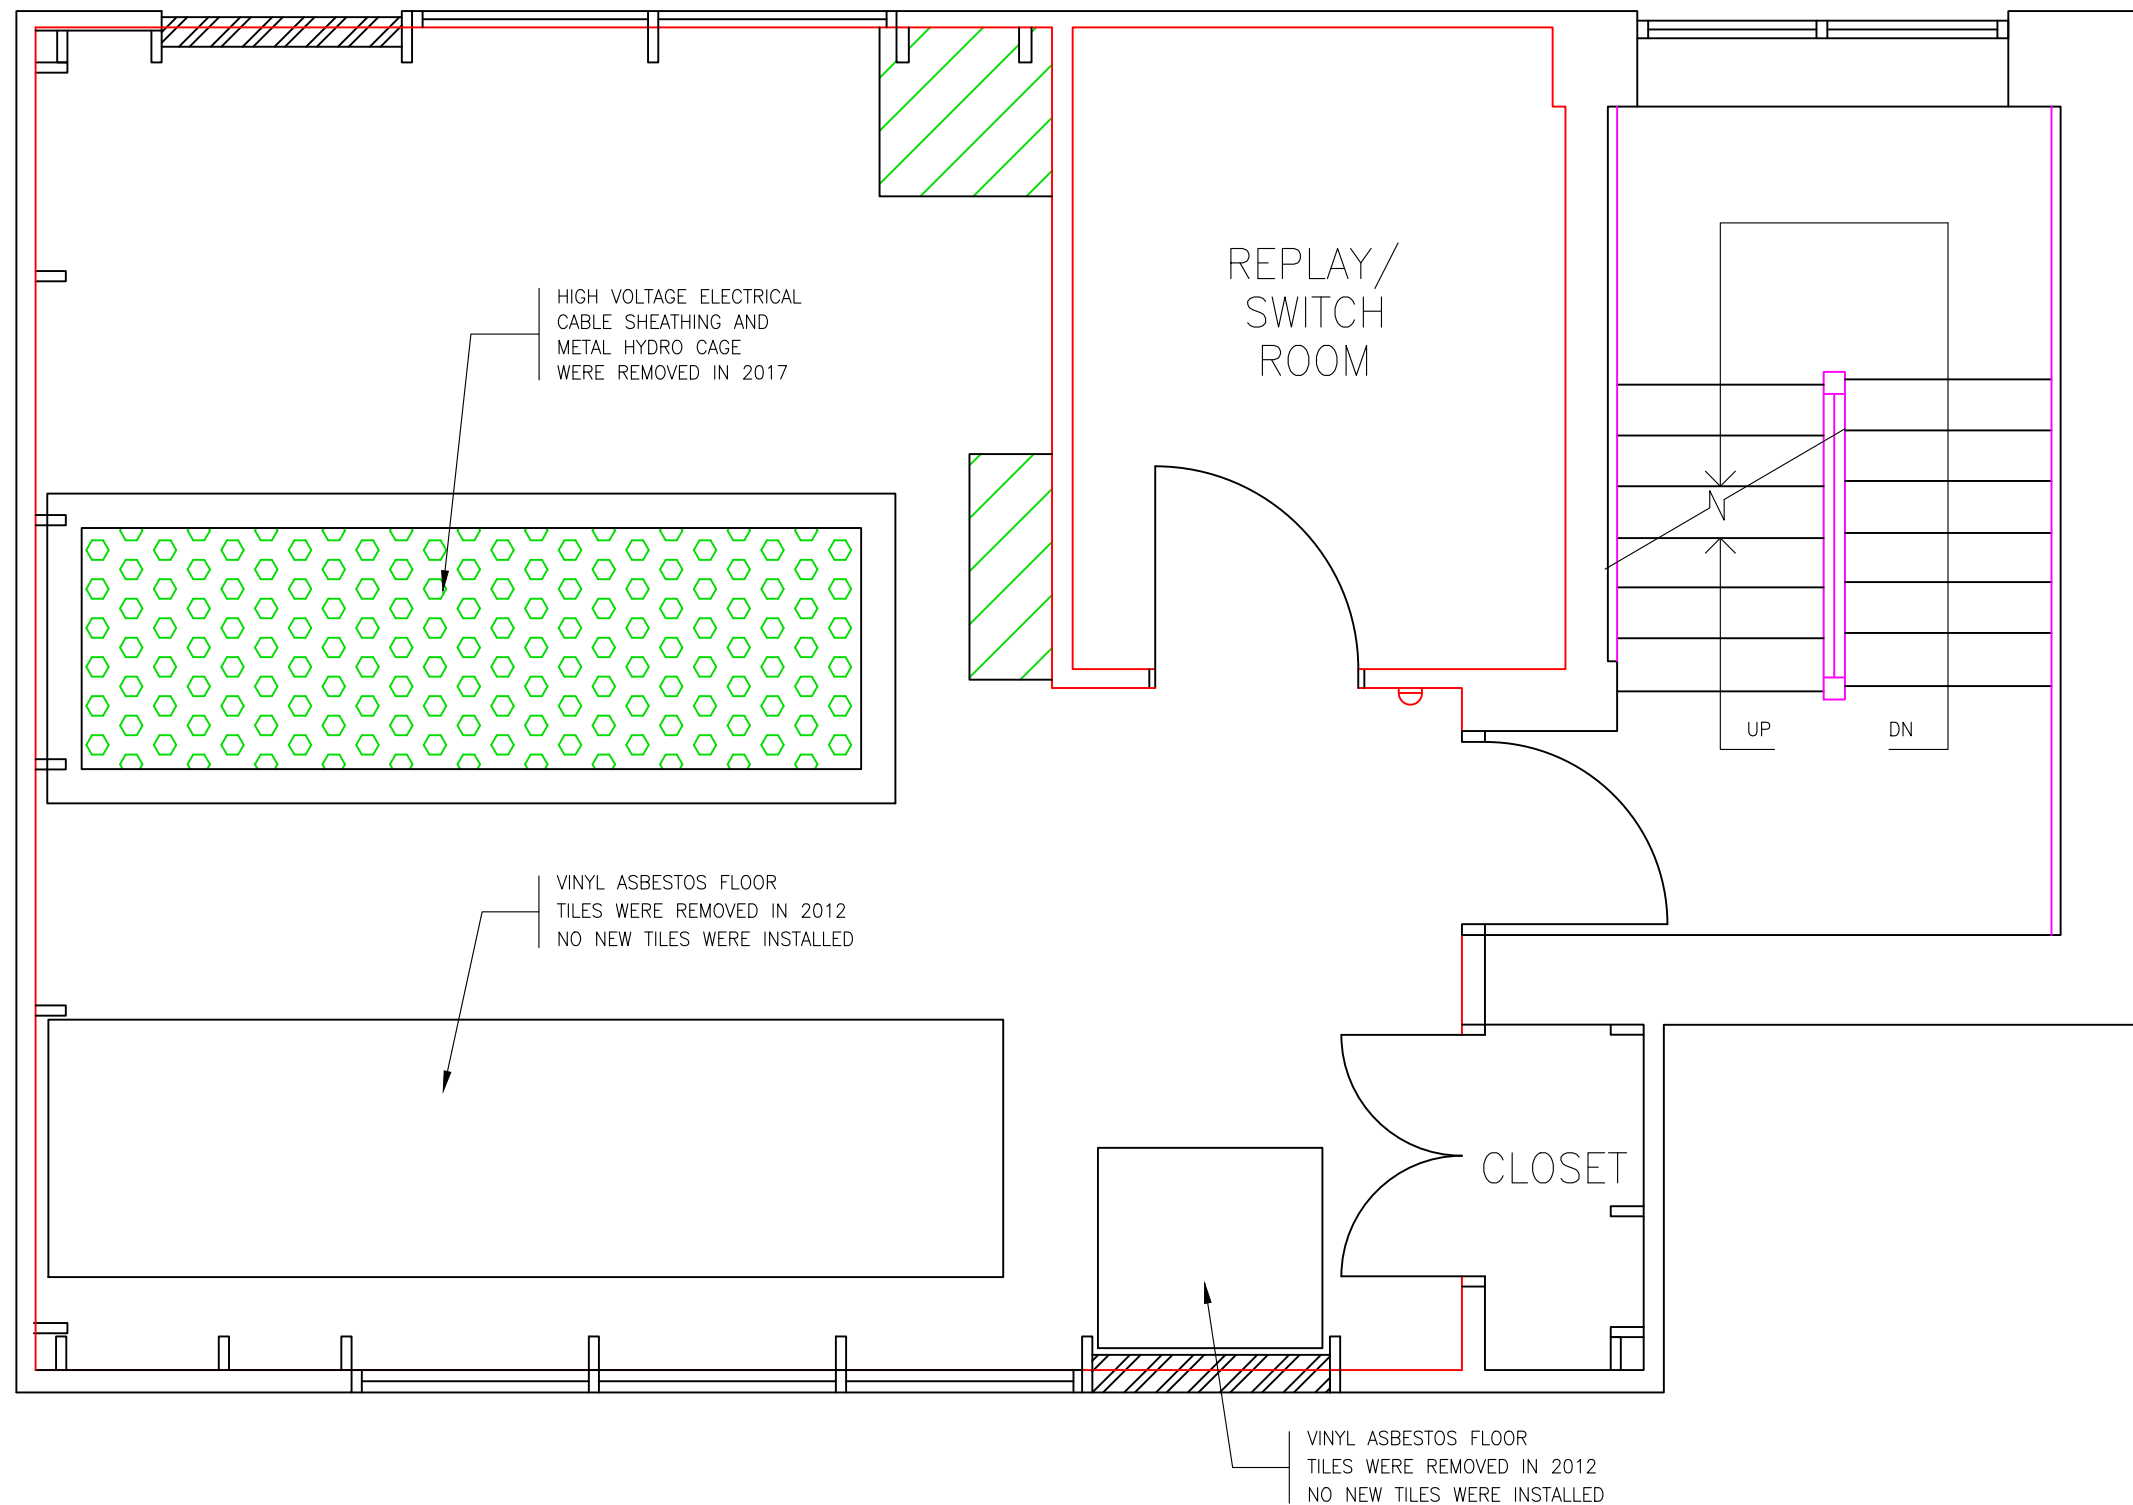 REPLAY/
SWITCH
ROOM
HIGH VOLTAGE ELECTRICAL
CABLE SHEATHING AND
METAL HYDRO CAGE
WERE REMOVED IN 2017
UP
DN
VINYL ASBESTOS FLOOR
TILES WERE REMOVED IN 2012
NO NEW TILES WERE INSTALLED
CLOSET
VINYL ASBESTOS FLOOR
TILES WERE REMOVED IN 2012
NO NEW TILES WERE INSTALLED